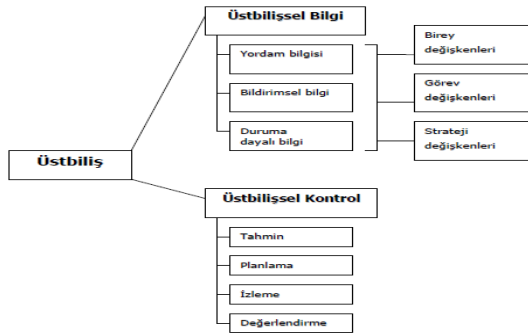 Üstbilişsel Bilgi
Yordam bilgisi
Bildirimsel bilgi
Duruma
dayalı bilgi
Birey
değişkenleri
Görev
değişkenleri
Strateji
değişkenleri
Üstbiliş
Üstbilişsel Kontrol
Tahmin
Planlama
İzleme
Değerlendirme